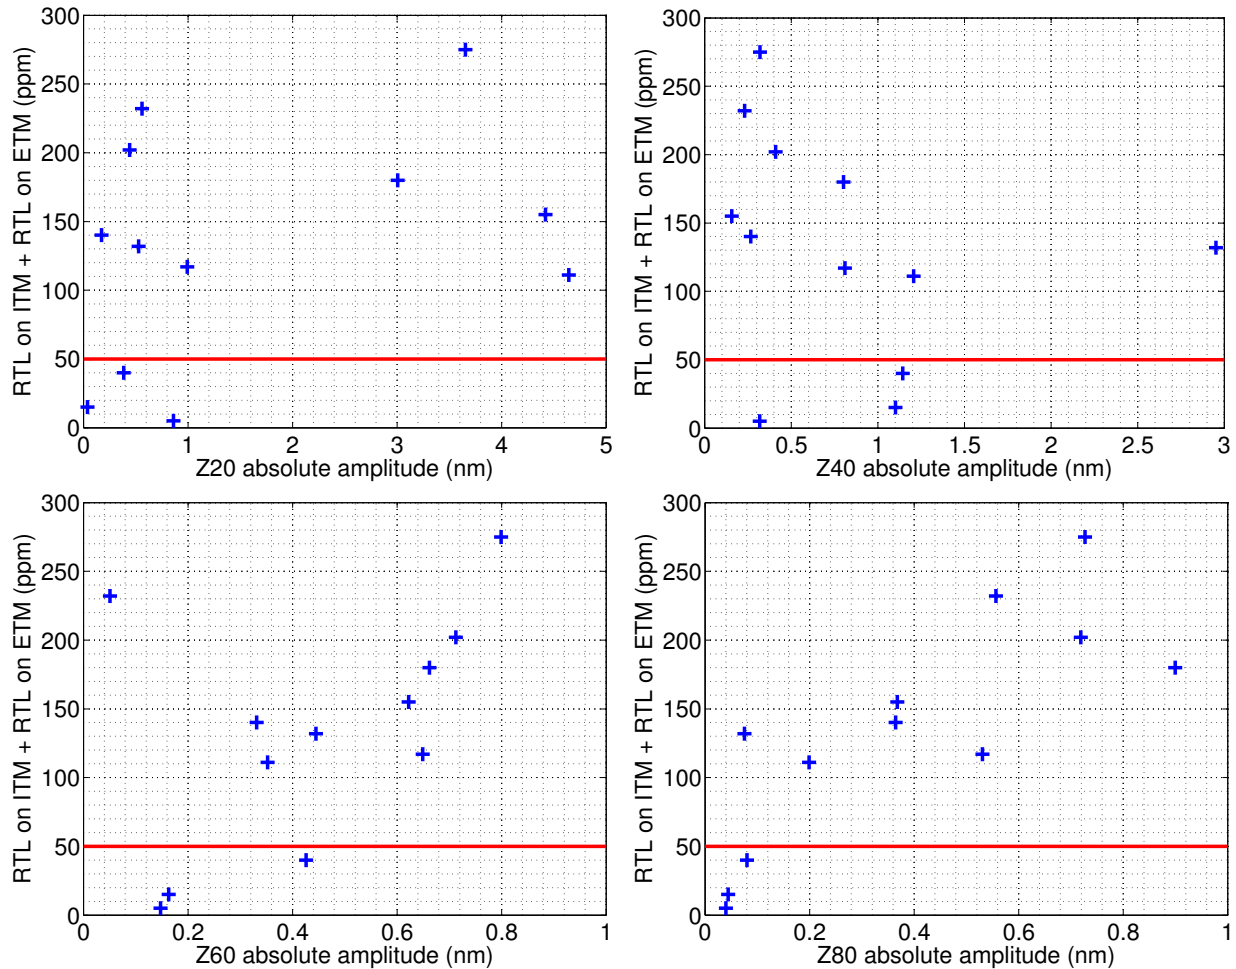 RTL on ITM + RTL on ETM (ppm)
300
250
200
150
100
50
0
0 1 2 3 4 5
Z20 absolute amplitude (nm)
RTL on ITM + RTL on ETM (ppm)
300
250
200
150
100
50
0
0 0.5 1 1.5 2 2.5 3
Z40 absolute amplitude (nm)
RTL on ITM + RTL on ETM (ppm)
300
250
200
150
100
50
0
0 0.2 0.4 0.6 0.8 1
Z60 absolute amplitude (nm)
RTL on ITM + RTL on ETM (ppm)
300
250
200
150
100
50
0
0 0.2 0.4 0.6 0.8 1
Z80 absolute amplitude (nm)